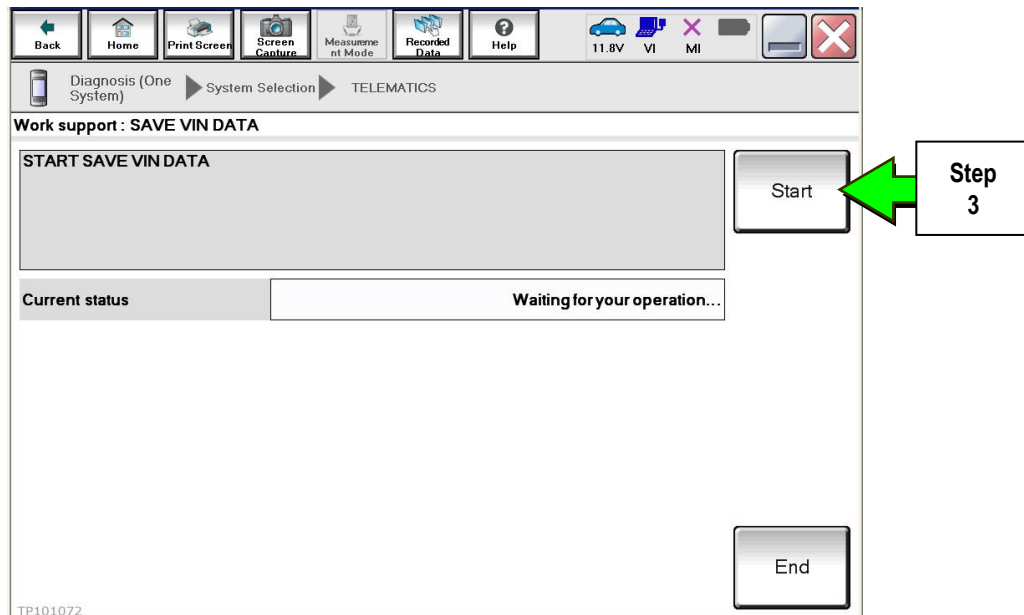 Back
Home
Print Screen
Screen
Capture
Measureme
nt Mode
Recorded
Data
Help
11.8V
VI
MI
Diagnosis (One
System)
System Selection
TELEMATICS
Work support : SAVE VIN DATA
START SAVE VIN DATA
Start
Step
3
Current status
Waiting for your operation...
End
TP101072